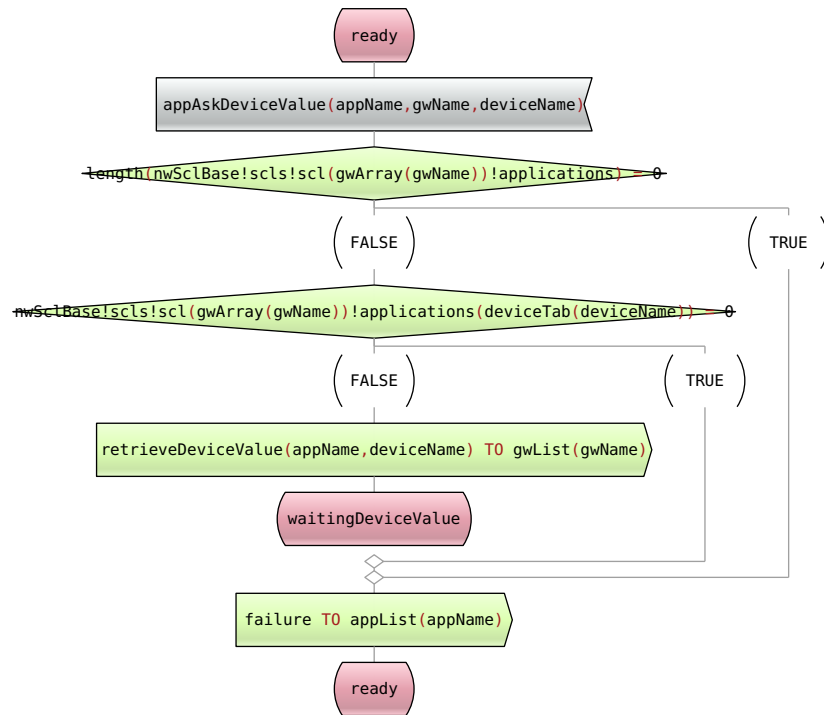 ready
appAskDeviceValue(appName,gwName,deviceName)
length(nwSclBase!scls!scl(gwArray(gwName))!applications) = 0
FALSE
TRUE
nwSclBase!scls!scl(gwArray(gwName))!applications(deviceTab(deviceName)) = 0
FALSE
TRUE
retrieveDeviceValue(appName,deviceName) TO gwList(gwName)
waitingDeviceValue
failure TO appList(appName)
ready